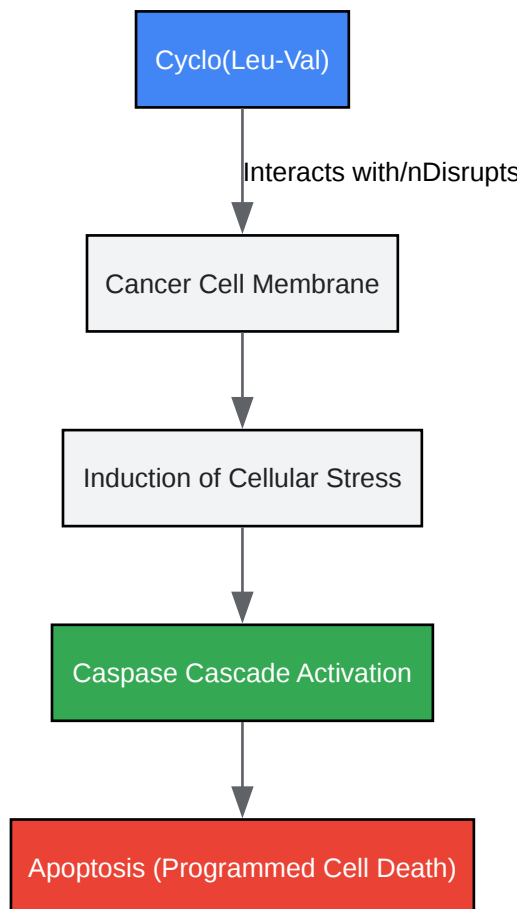 Cyclo(Leu-Val)
Interacts with/nDisrupts
Cancer Cell Membrane
Induction of Cellular Stress
Caspase Cascade Activation
Apoptosis (Programmed Cell Death)